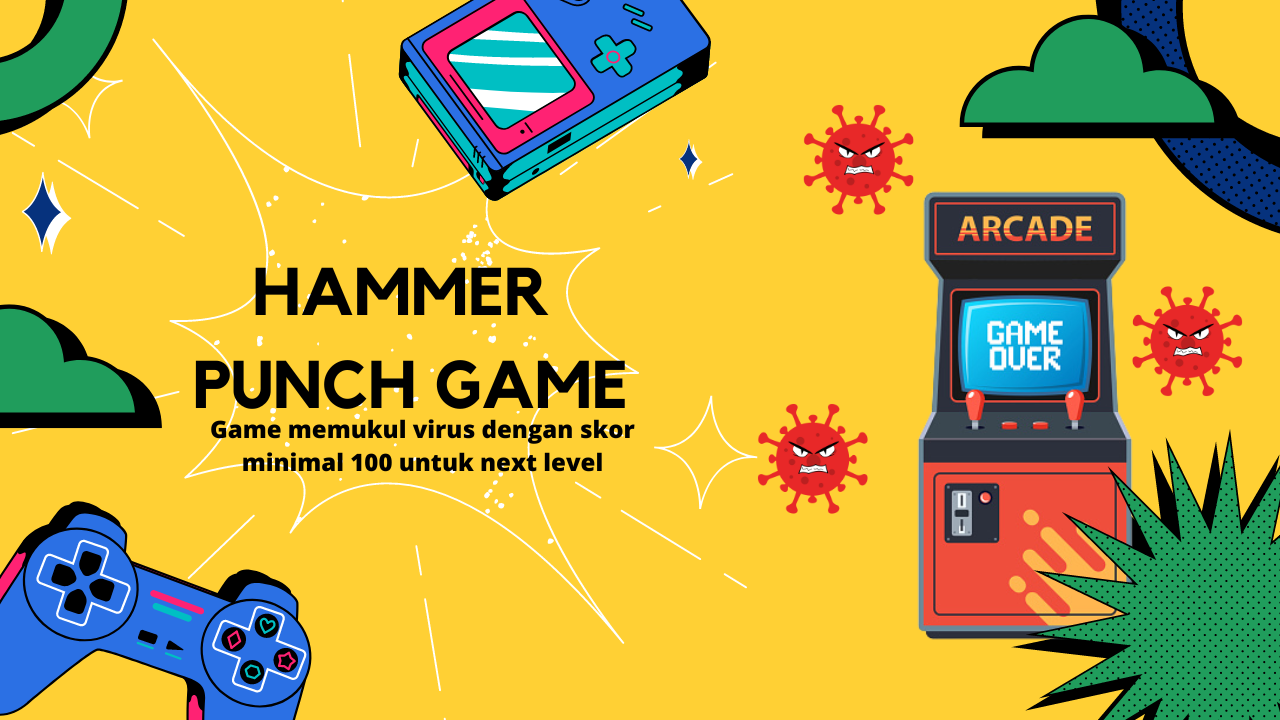 HAMMER
PUNCH GAME
Game memukul virus dengan skor
minimal 100 untuk next level
ARCADE
GAME
OVER